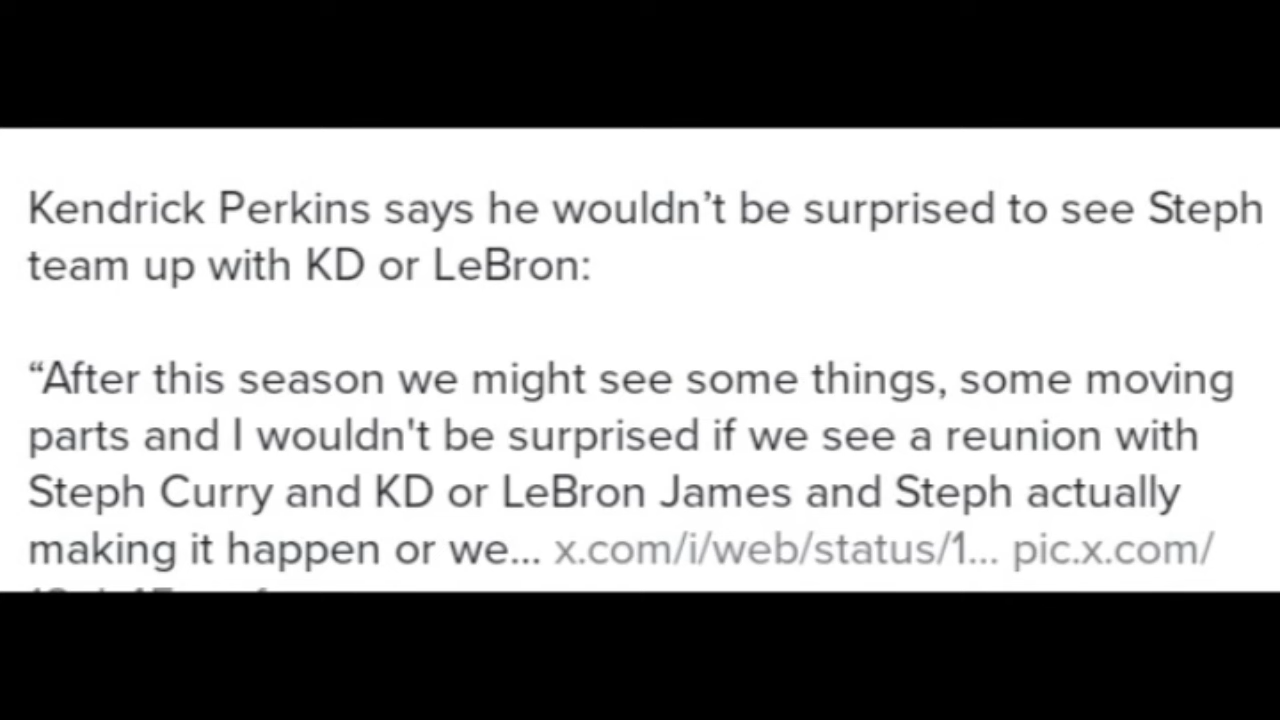 Kendrick Perkins says he wouldn’t be surprised to see Steph
team up with KD or LeBron:
“After this season we might see some things, some moving
parts and I wouldn't be surprised if we see a reunion with
Steph Curry and KD or LeBron James and Steph actually
making it happen or we... x.com/i/web/status/1... pic.x.com/